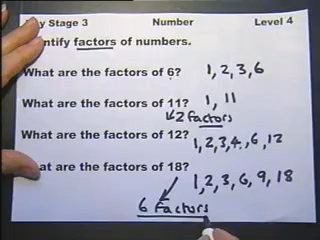 y Stage 3 Number Level 4
ntify factors of numbers.
What are the factors of 6? 1, 2, 3, 6
What are the factors of 11? 1, 11
2 factors
What are the factors of 12? 1, 2, 3, 4, 6, 12
at are the factors of 18? 1, 2, 3, 6, 9, 18
6 factors